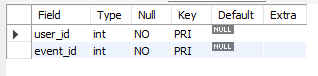 Field Type Null Key Default Extra
user_id int NO PRI NULL
event_id int NO PRI NULL